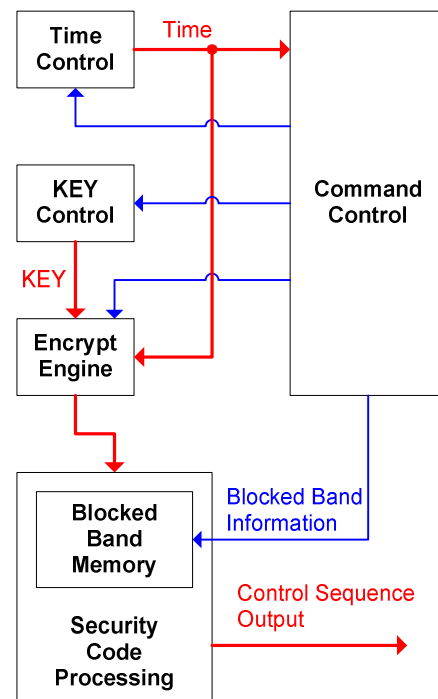 Time
Control
Time
KEY
Control
Command
Control
KEY
Encrypt
Engine
Blocked Band
Information
Blocked
Band
Memory
Control Sequence
Output
Security
Code
Processing